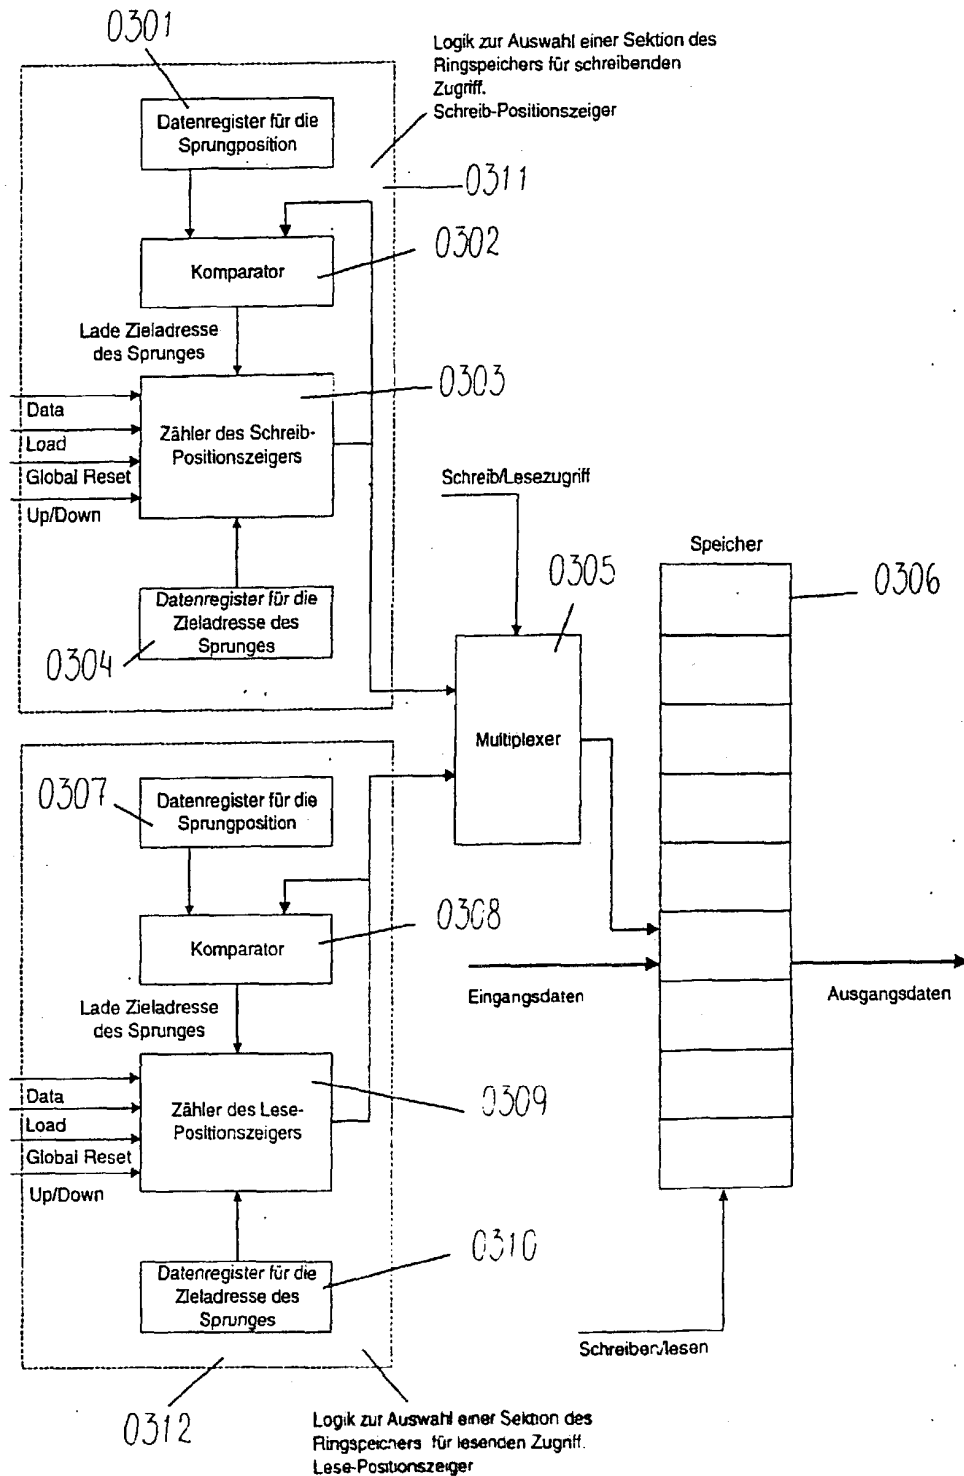 0301
Logik zur Auswahl einer Sektion des
Ringspeichers für schreibenden
Zugriff.
Schreib-Positionszeiger
Datenregister für die
Sprungposition
0311
0302
Komparator
Lade Zieladresse
des Sprunges
0303
Data
Load
Global Reset
Up/Down
Zähler des Schreib-
Positionszeigers
Schreib/Lesezugriff
Speicher
0305
0306
Datenregister für die
Zieladresse des
Sprunges
0304
Multiplexer
0307
Datenregister für die
Sprungposition
0308
Komparator
Eingangsdaten
Ausgangsdaten
Lade Zieladresse
des Sprunges
0309
Data
Load
Global Reset
Up/Down
Zähler des Lese-
Positionszeigers
0310
Datenregister für die
Zieladresse des
Sprunges
Schreiben/lesen
0312
Logik zur Auswahl einer Sektion des
Ringspeichers für lesenden Zugriff.
Lese-Positionszeiger